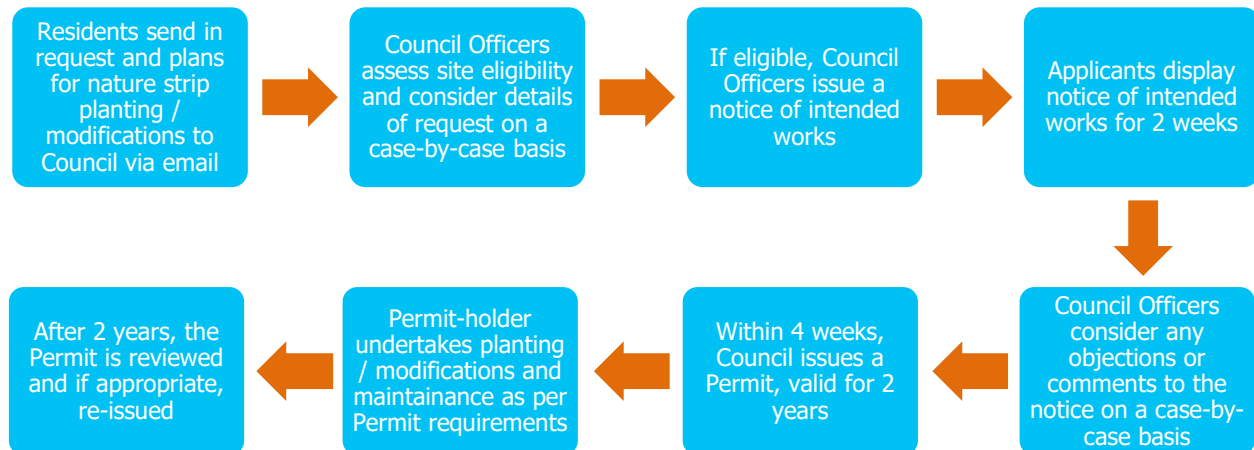 Residents send in
request and plans
for nature strip
planting /
modifications to
Council via email
Council Officers
assess site eligibility
and consider details
of request on a
case-by-case basis
If eligible, Council
Officers issue a
notice of intended
works
Applicants display
notice of intended
works for 2 weeks
Council Officers
consider any
objections or
comments to the
notice on a case-by-
case basis
Within 4 weeks,
Council issues a
Permit, valid for 2
years
Permit-holder
undertakes planting
/ modifications and
maintainance as per
Permit requirements
After 2 years, the
Permit is reviewed
and if appropriate,
re-issued